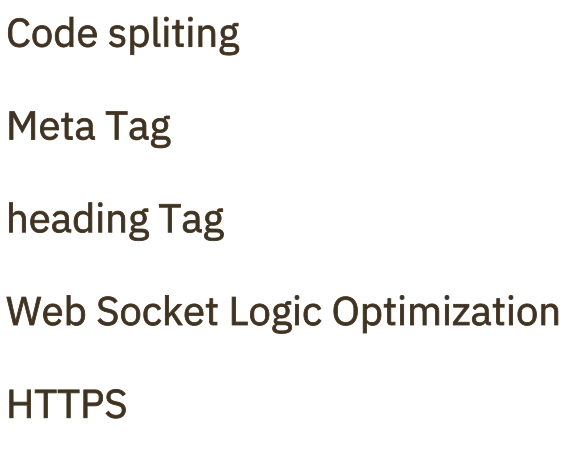 Code spliting
Meta Tag
heading Tag
Web Socket Logic Optimization
HTTPS